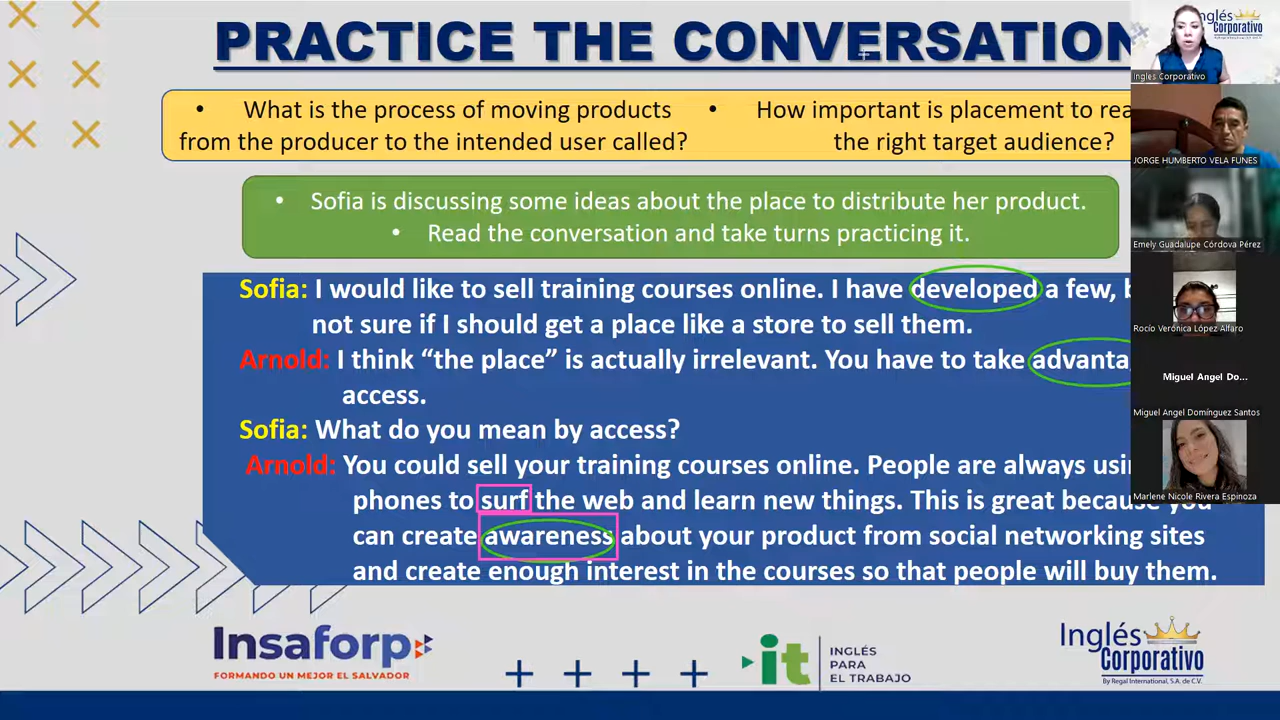 PRACTICE THE CONVERSATION
• What is the process of moving products
from the producer to the intended user called?
• How important is placement to
the right target audience?
• Sofia is discussing some ideas about the place to distribute her product.
• Read the conversation and take turns practicing it.
Sofia: I would like to sell training courses online. I have developed a few,
not sure if I should get a place like a store to sell them.
Arnold: I think “the place” is actually irrelevant. You have to take
access.
Sofia: What do you mean by access?
Arnold: You could sell your training courses online. People are always
phones to surf the web and learn new things. This is great because you
can create awareness about your product from social networking sites
and create enough interest in the courses so that people will buy them.
Insaforp
FORMANDO UN MEJOR EL SALVADOR
it
INGLÉS
PARA
EL TRABAJO
Inglés
Corporativo
By Regal International, S.A. de C.V.
Inglés
Corporativo
Ingles Corporativo
JORGE HUMBERTO VELA FUNES
Emely Guadalupe Córdova Pérez
Rocío Verónica López Alfaro
Miguel Angel Do...
Miguel Angel Domínguez Santos
Marlene Nicole Rivera Espinoza